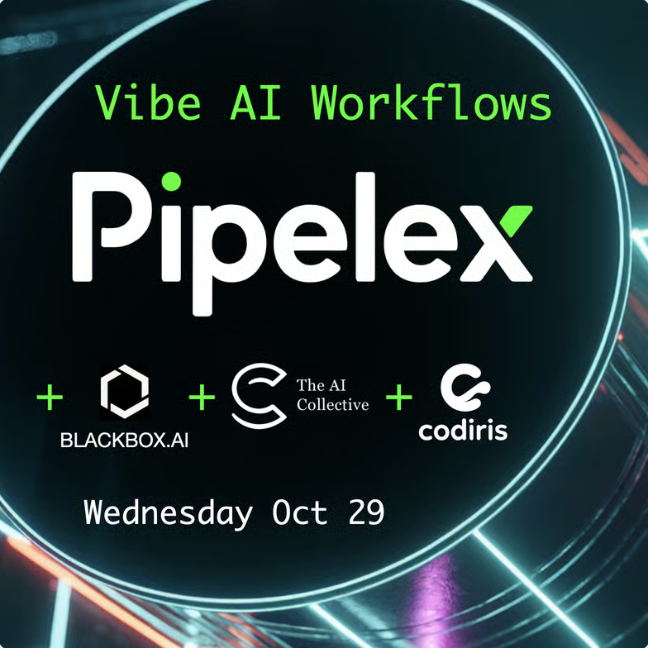 Vibe AI Workflows
Pipelex
+ BLACKBOX.AI + The AI Collective + codiris
Wednesday Oct 29